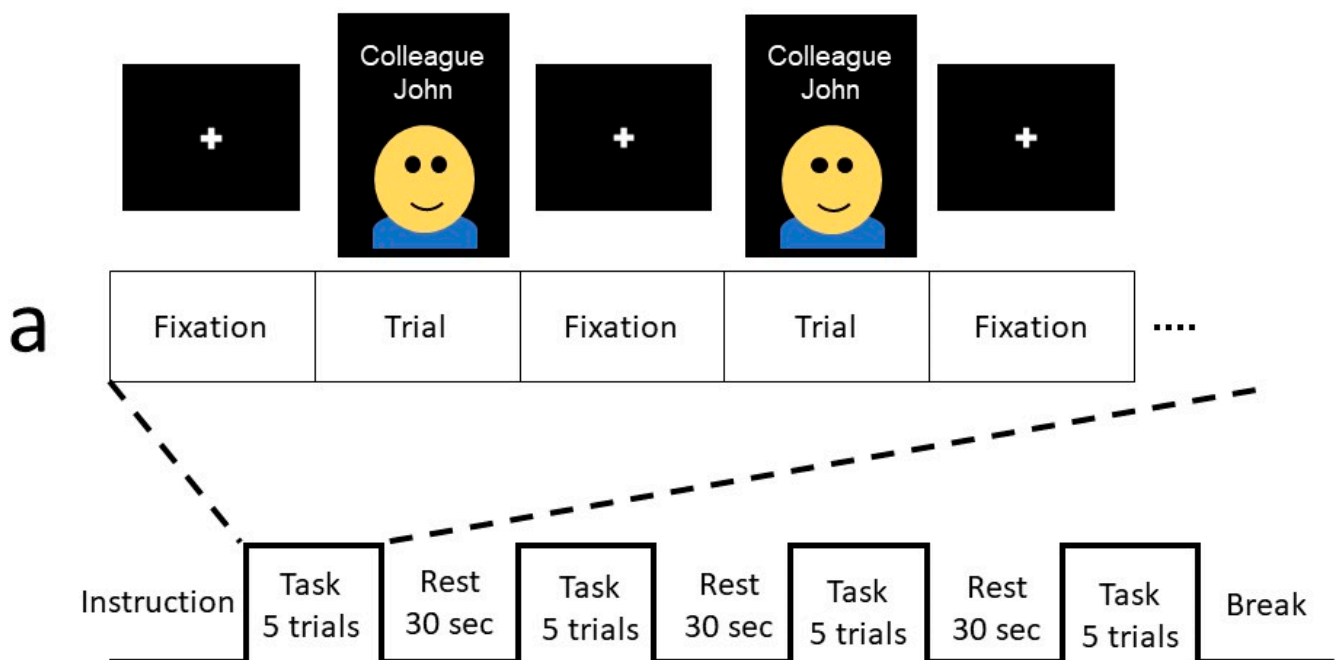 Colleague
John
Colleague
John
a
Fixation
Trial
Fixation
Trial
Fixation
....
Instruction
Task
5 trials
Rest
30 sec
Task
5 trials
Rest
30 sec
Task
5 trials
Rest
30 sec
Task
5 trials
Break